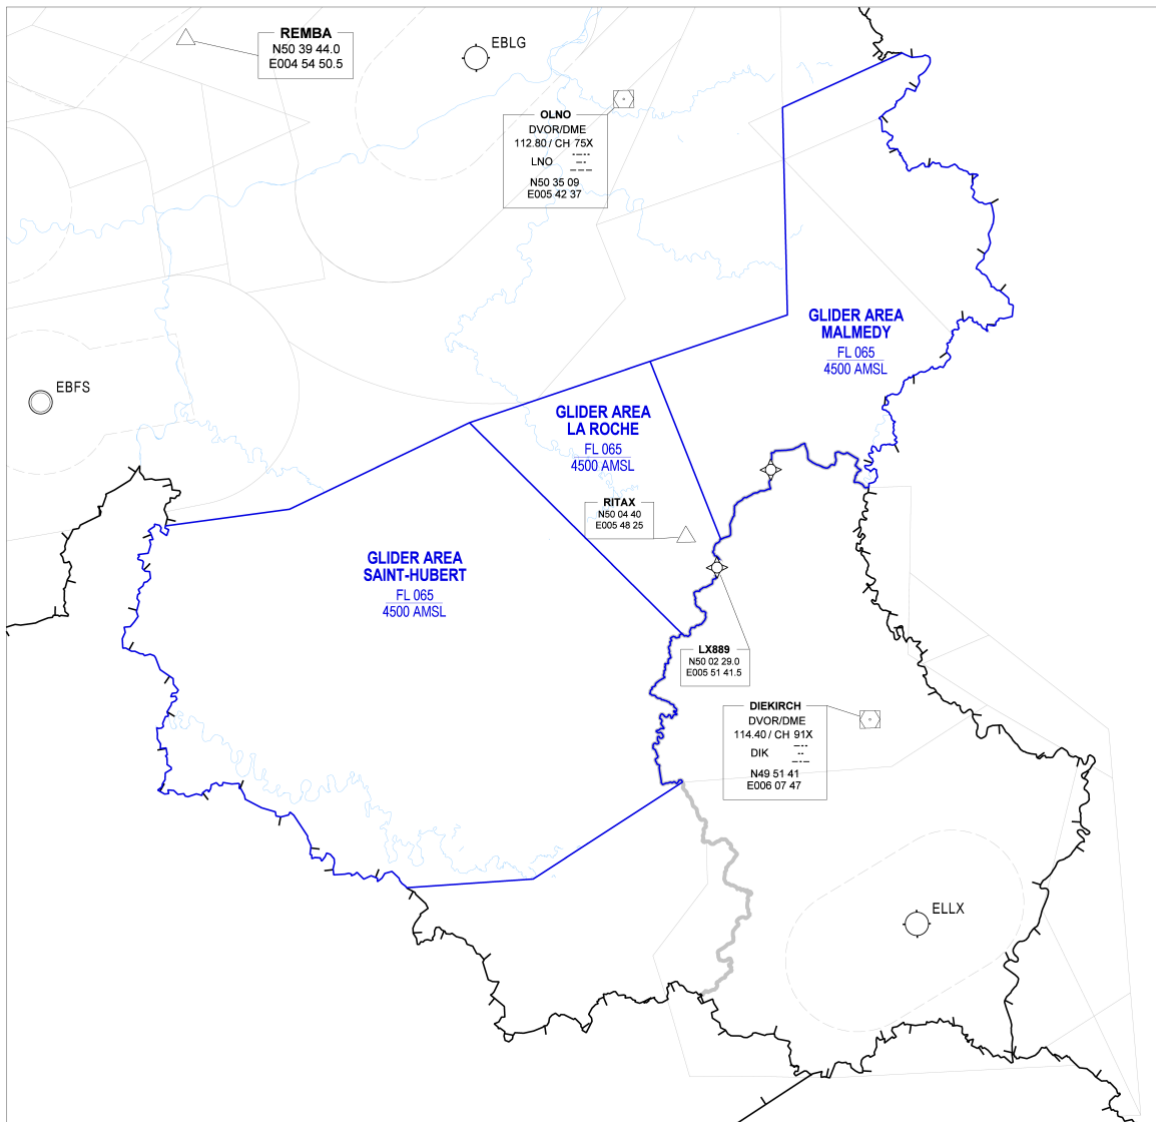 REMBA
N50 39 44.0
E004 54 50.5
EBLG
OLNO
DVOR/DME
112.80 / CH 75X
LNO
N50 35 09
E005 42 37
GLIDER AREA
MALMEDY
FL 065
4500 AMSL
EBFS
GLIDER AREA
LA ROCHE
FL 065
4500 AMSL
RITAX
N50 04 40
E005 48 25
GLIDER AREA
SAINT-HUBERT
FL 065
4500 AMSL
LX889
N50 02 29.0
E005 51 41.5
DIEKIRCH
DVOR/DME
114.40 / CH 91X
DIK
N49 51 41
E006 07 47
ELLX